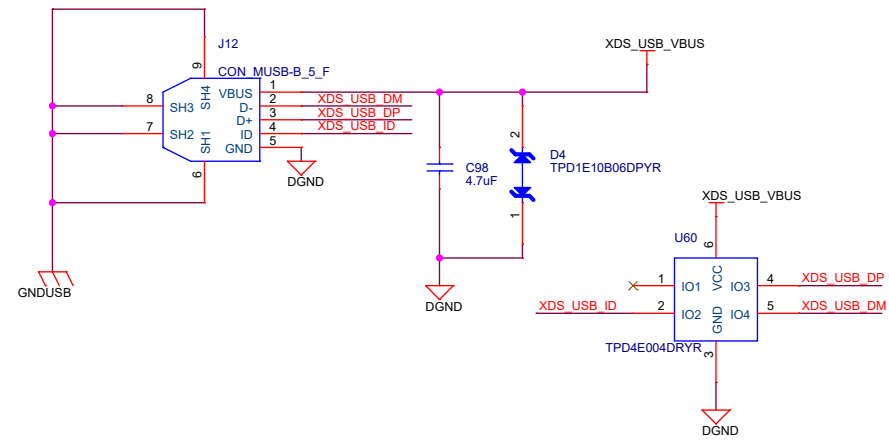 XDS_USB_VBUS
J12
CON_MUSB-B_5_F
9
SH4
VBUS
1
8
SH3
D-
2
XDS_USB_DM
D+
3
XDS_USB_DP
7
SH2
ID
4
XDS_USB_ID
SH1
GND
5
6
DGND
2
D4
TPD1E10B06DPYR
C98
4.7uF
1
GNDUSB
DGND
XDS_USB_VBUS
U60
6
VCC
1
IO1
IO3
4
XDS_USB_DP
XDS_USB_ID
2
IO2
IO4
5
XDS_USB_DM
GND
TPD4E004DRYR
3
DGND